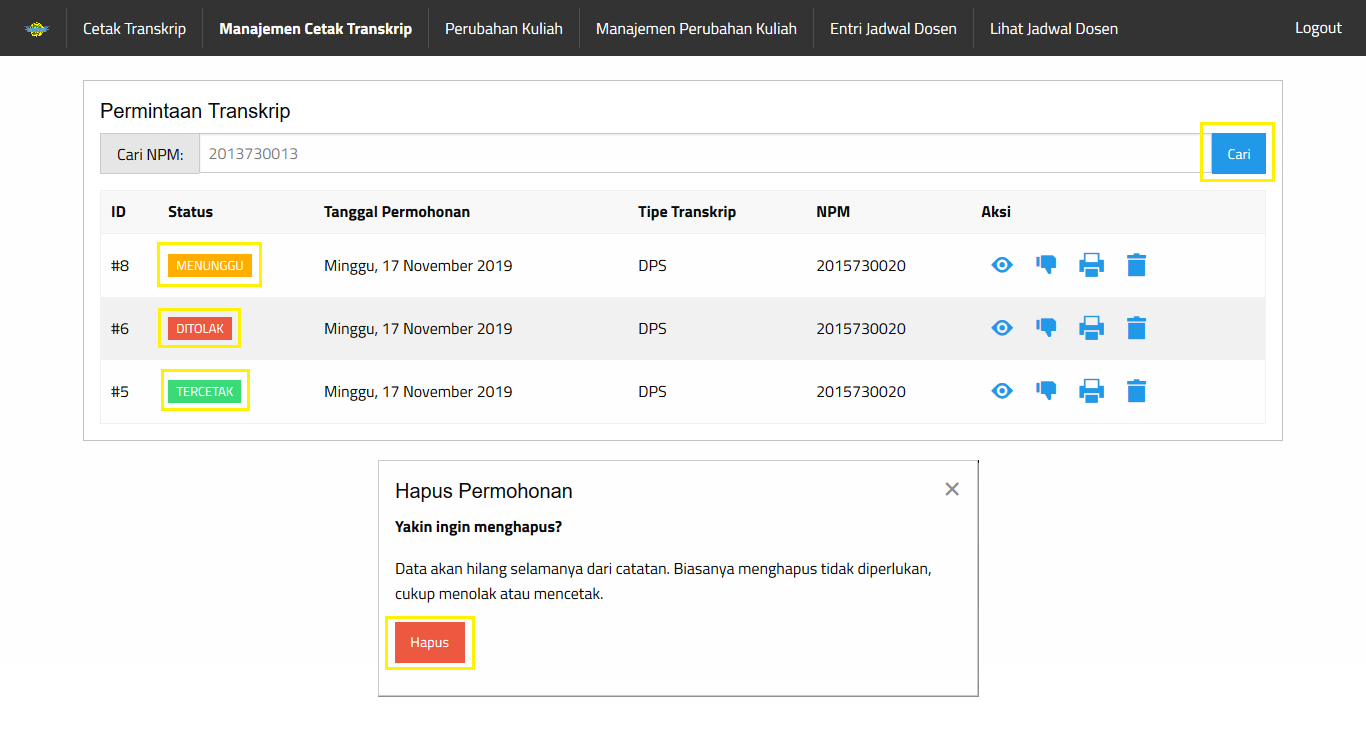 Cetak Transkrip Manajemen Cetak Transkrip Perubahan Kuliah Manajemen Perubahan Kuliah Entri Jadwal Dosen Lihat Jadwal Dosen Logout
Permintaan Transkrip
Cari NPM: 2013730013 Cari
ID Status Tanggal Permohonan Tipe Transkrip NPM Aksi
#8 MENUNGGU Minggu, 17 November 2019 DPS 2015730020
#6 DITOLAK Minggu, 17 November 2019 DPS 2015730020
#5 TERCETAK Minggu, 17 November 2019 DPS 2015730020
Hapus Permohonan
Yakin ingin menghapus?
Data akan hilang selamanya dari catatan. Biasanya menghapus tidak diperlukan,
cukup menolak atau mencetak.
Hapus